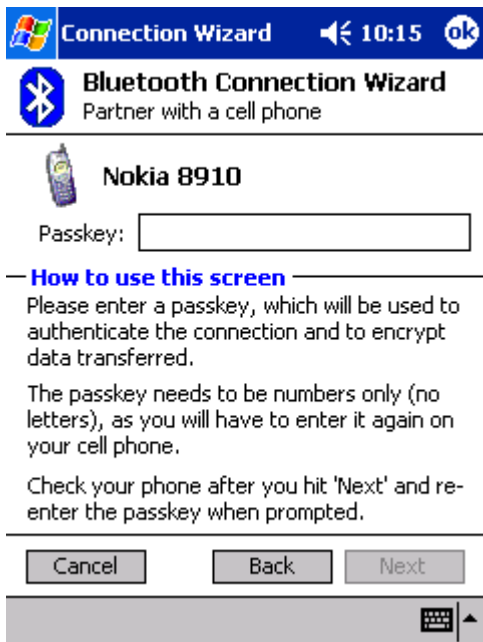 Connection Wizard 10:15 ok
Bluetooth Connection Wizard
Partner with a cell phone
Nokia 8910
Passkey:
How to use this screen
Please enter a passkey, which will be used to
authenticate the connection and to encrypt
data transferred.
The passkey needs to be numbers only (no
letters), as you will have to enter it again on
your cell phone.
Check your phone after you hit 'Next' and re-
enter the passkey when prompted.
Cancel Back Next